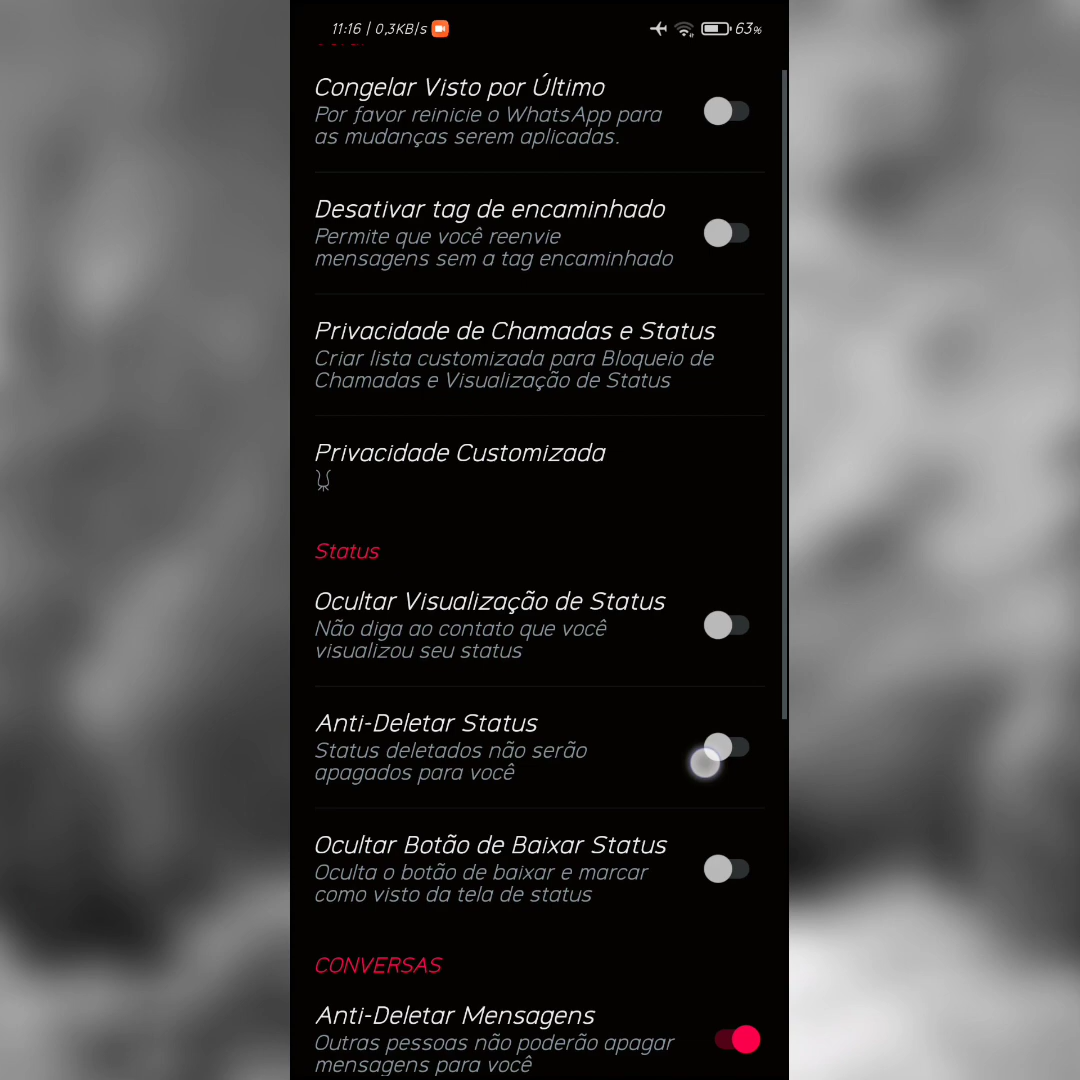 11:16 | 0,3KB/s
63%
Congelar Visto por Último
Por favor reinicie o WhatsApp para
as mudanças serem aplicadas.
Desativar tag de encaminhado
Permite que você reenvie
mensagens sem a tag encaminhado
Privacidade de Chamadas e Status
Criar lista customizada para Bloqueio de
Chamadas e Visualização de Status
Privacidade Customizada
Status
Ocultar Visualização de Status
Não diga ao contato que você
visualizou seu status
Anti-Deletar Status
Status deletados não serão
apagados para você
Ocultar Botão de Baixar Status
Oculta o botão de baixar e marcar
como visto da tela de status
CONVERSAS
Anti-Deletar Mensagens
Outras pessoas não poderão apagar
mensagens para você